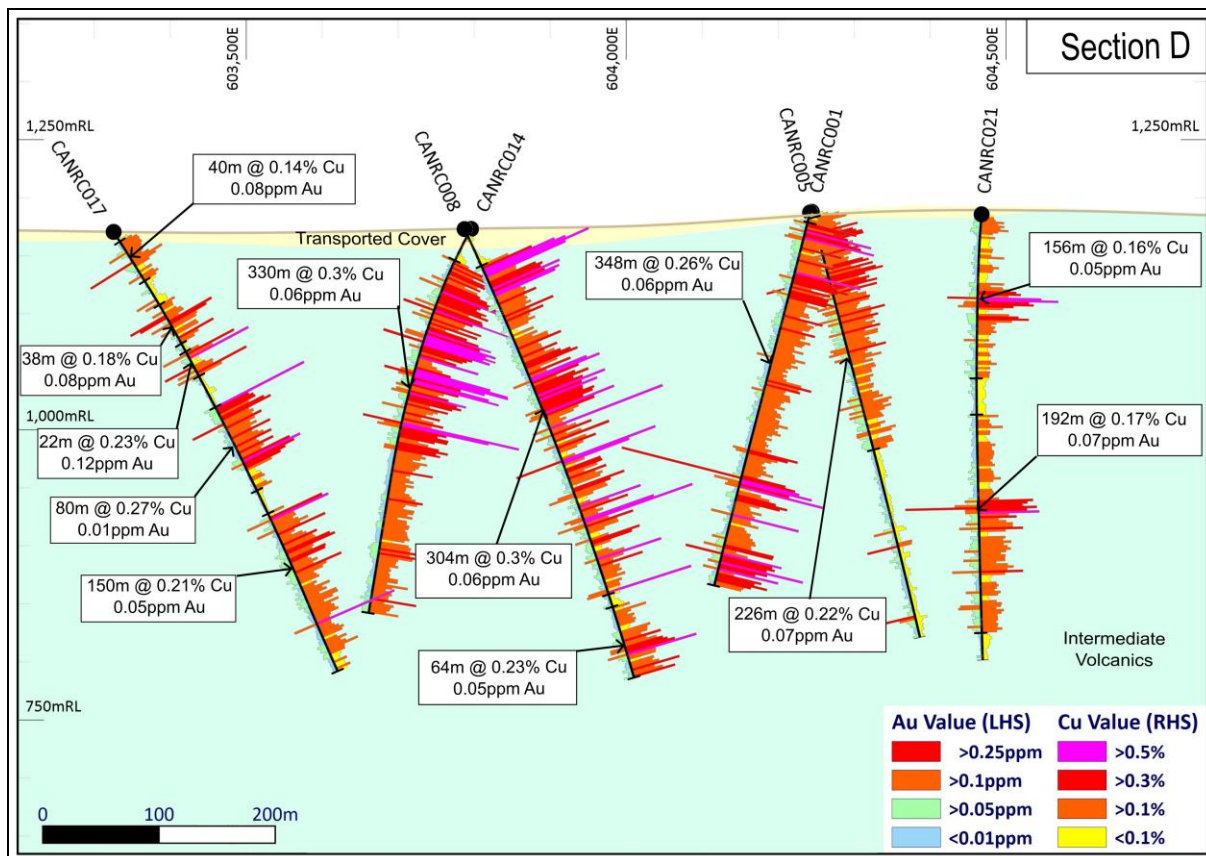 603,500E
604,000E
604,500E
Section D
1,250mRL
1,250mRL
CANRC017
CANRC008
CANRC014
CANRC005
CANRC001
CANRC021
40m @ 0.14% Cu
0.08ppm Au
Transported Cover
330m @ 0.3% Cu
0.06ppm Au
348m @ 0.26% Cu
0.06ppm Au
156m @ 0.16% Cu
0.05ppm Au
38m @ 0.18% Cu
0.08ppm Au
1,000mRL
22m @ 0.23% Cu
0.12ppm Au
192m @ 0.17% Cu
0.07ppm Au
80m @ 0.27% Cu
0.01ppm Au
150m @ 0.21% Cu
0.05ppm Au
304m @ 0.3% Cu
0.06ppm Au
226m @ 0.22% Cu
0.07ppm Au
64m @ 0.23% Cu
0.05ppm Au
Intermediate
Volcanics
750mRL
Au Value (LHS)
>0.25ppm
>0.1ppm
>0.05ppm
<0.01ppm
Cu Value (RHS)
>0.5%
>0.3%
>0.1%
<0.1%
0 100 200m